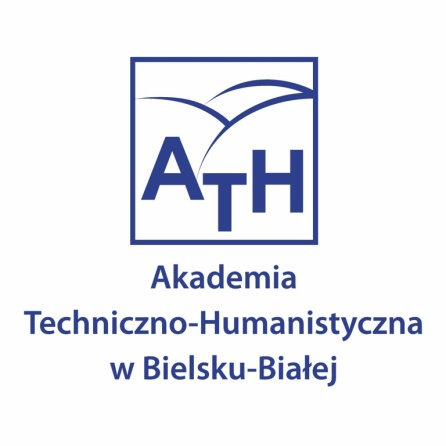 ATH
Akademia
Techniczno-Humanistyczna
w Bielsku-Białej